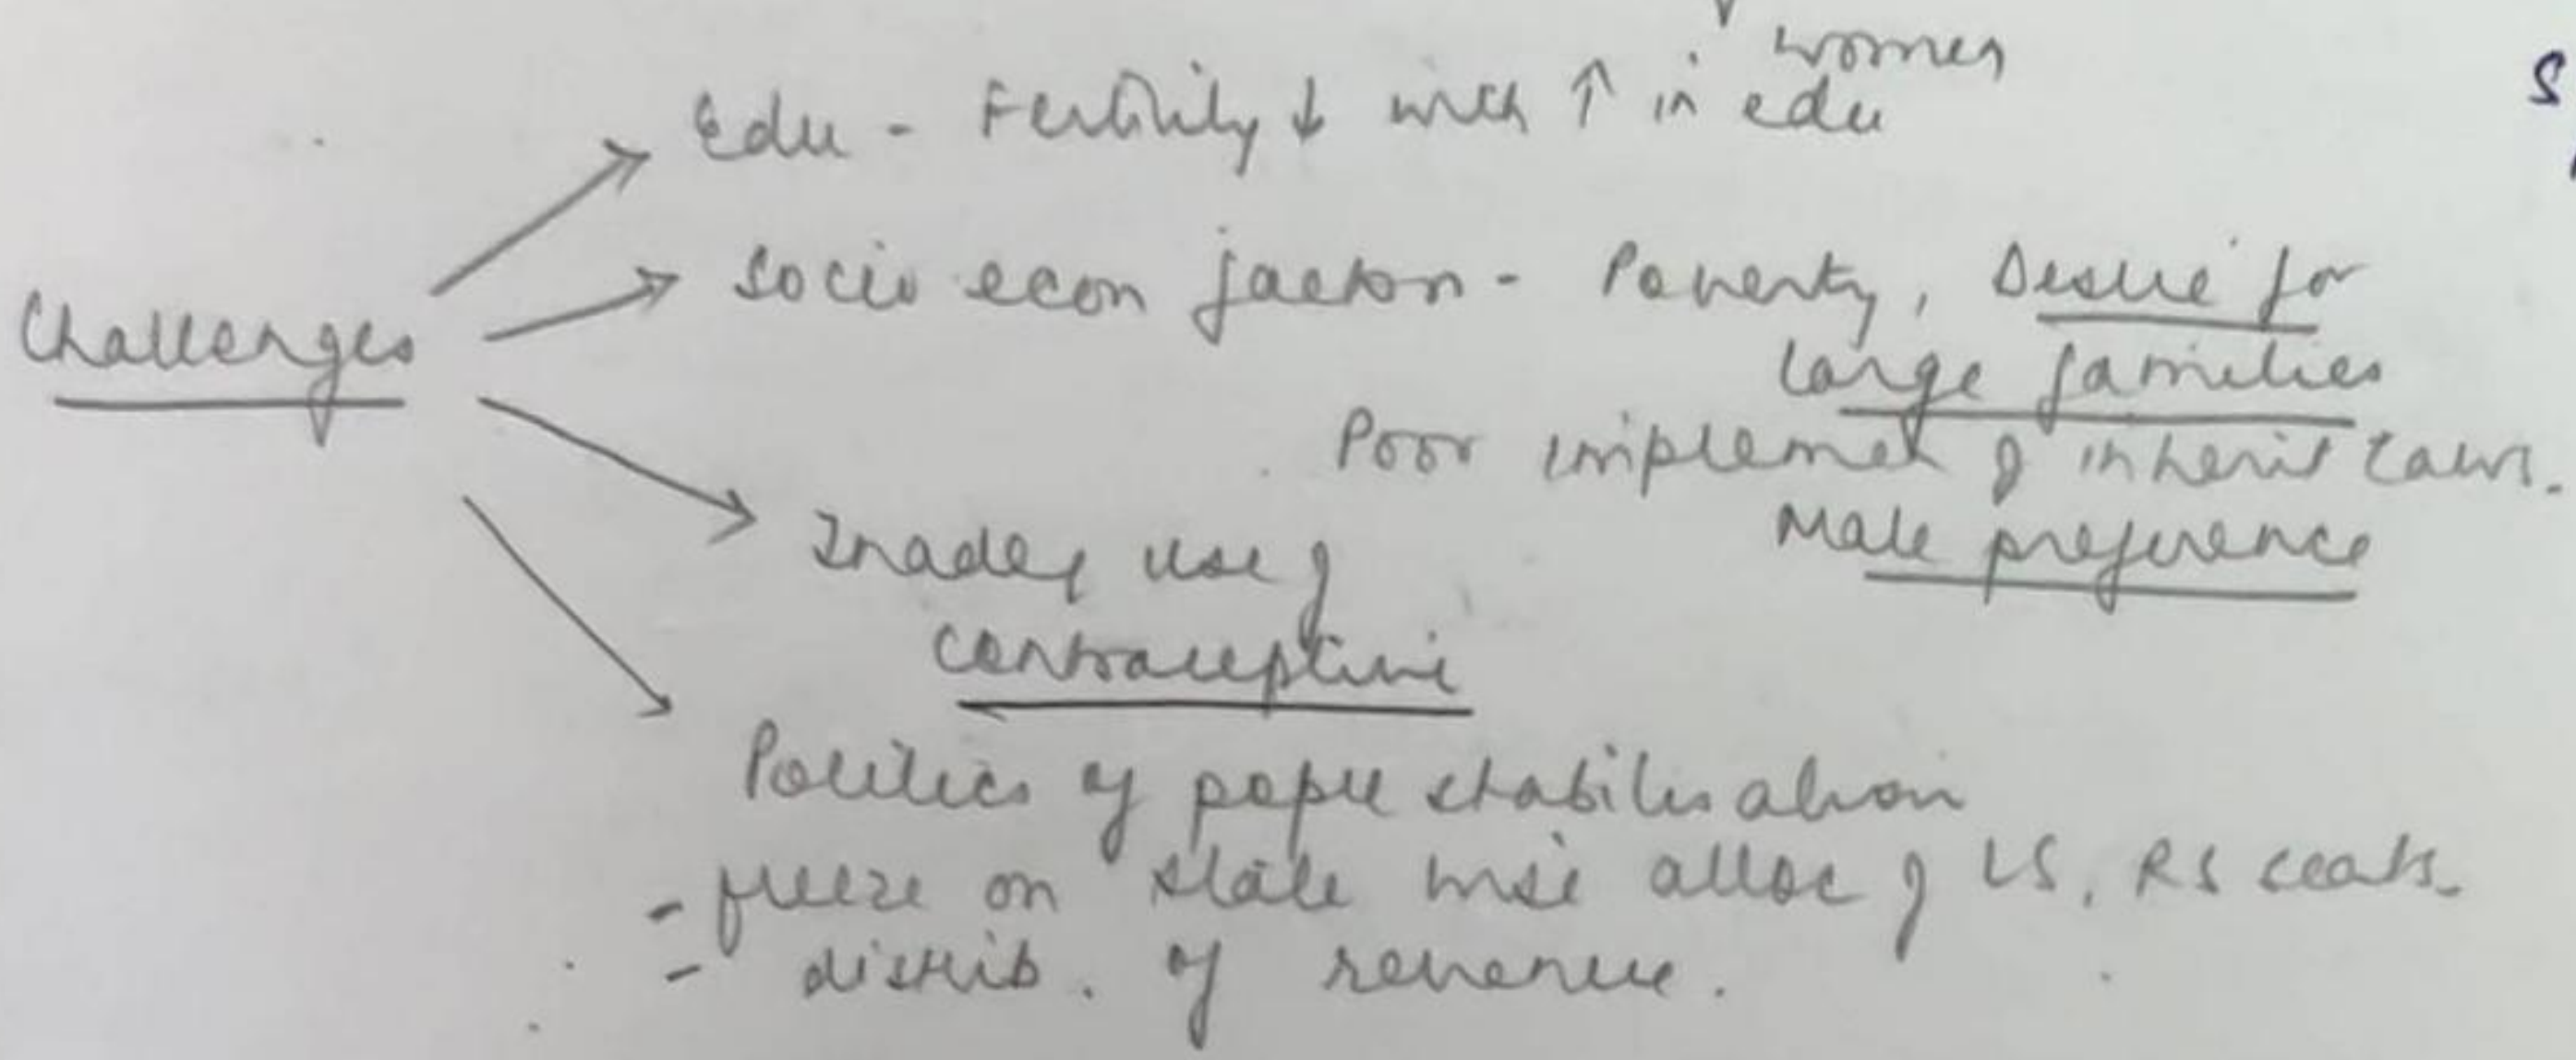 women
Edu - Fertility ↓ with ↑ in edu
Socio econ factors - Poverty, Desire for
large families
Challenges
Poor implement of inherit laws.
Male preference
Inadeq use of
contraceptive
Politics of popu stabilisation
- freeze on state wise alloc of LS, RS seats.
- distrib. of revenue.